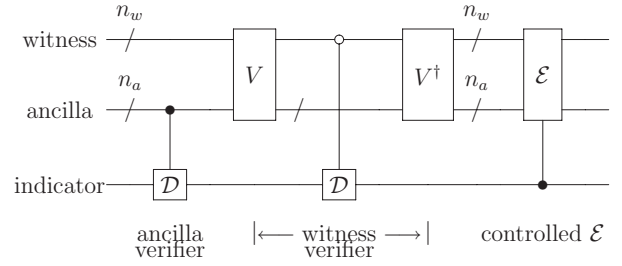 n_w n_w
witness V V† ℰ
n_a n_a
ancilla
indicator 𝒟 𝒟
ancilla verifier
|←— witness verifier —→|
controlled ℰ